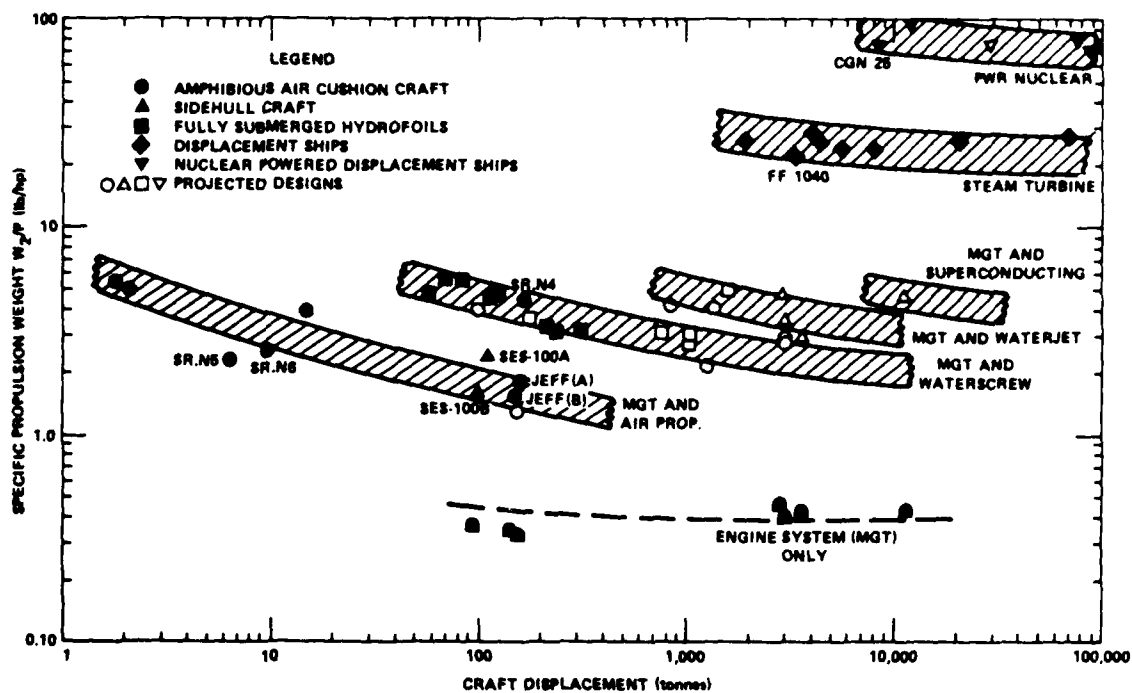 100
10
1.0
0.10
SPECIFIC PROPULSION WEIGHT W₂/P (lb/hp)
LEGEND
AMPHIBIOUS AIR CUSHION CRAFT
SIDEHULL CRAFT
FULLY SUBMERGED HYDROFOILS
DISPLACEMENT SHIPS
NUCLEAR POWERED DISPLACEMENT SHIPS
PROJECTED DESIGNS
CGN 25
PWR NUCLEAR
FF 1040
STEAM TURBINE
MGT AND
SUPERCONDUCTING
SR.N4
MGT AND WATERJET
MGT AND
WATERSCREW
SR.N5
SR.N6
SES-100A
JEFF(A)
SES-100B
JEFF(B)
MGT AND
AIR PROP.
ENGINE SYSTEM (MGT)
ONLY
1
10
100
1,000
10,000
100,000
CRAFT DISPLACEMENT (tonnes)